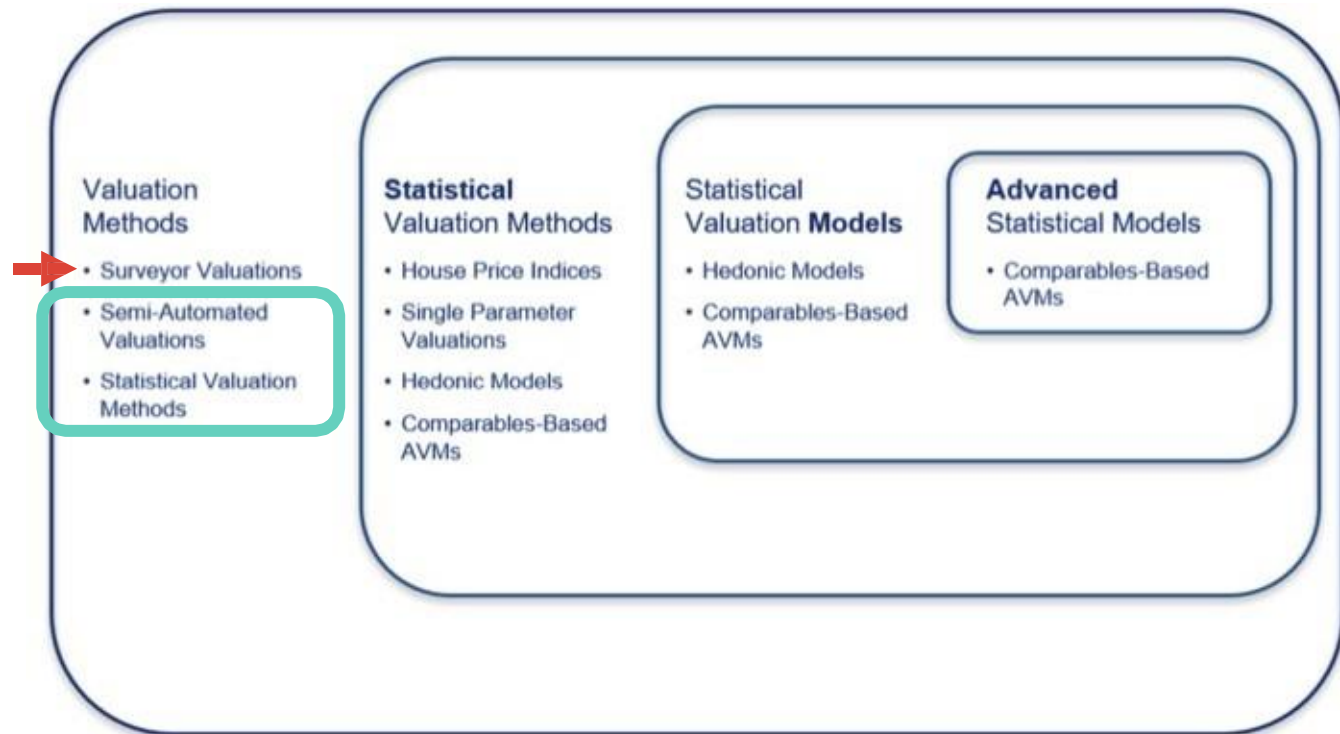 Valuation
Methods
• Surveyor Valuations
• Semi-Automated
Valuations
• Statistical Valuation
Methods
Statistical
Valuation Methods
• House Price Indices
• Single Parameter
Valuations
• Hedonic Models
• Comparables-Based
AVMs
Statistical
Valuation Models
• Hedonic Models
• Comparables-Based
AVMs
Advanced
Statistical Models
• Comparables-Based
AVMs